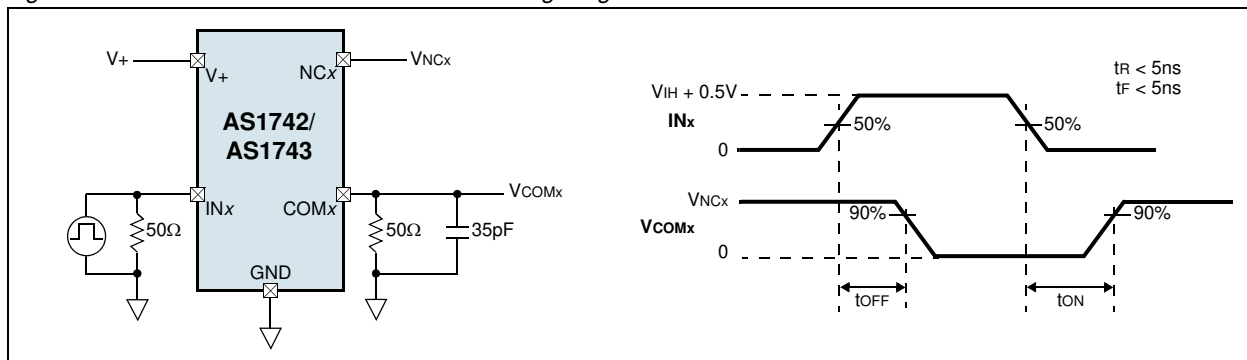 V+
V+
NCx
VNCx
AS1742/
AS1743
INx
COMx
VCOMx
50Ω
50Ω
35pF
GND
tR < 5ns
tF < 5ns
VIH + 0.5V
INx
50%
50%
0
VNCx
90%
90%
VCOMx
0
tOFF
tON